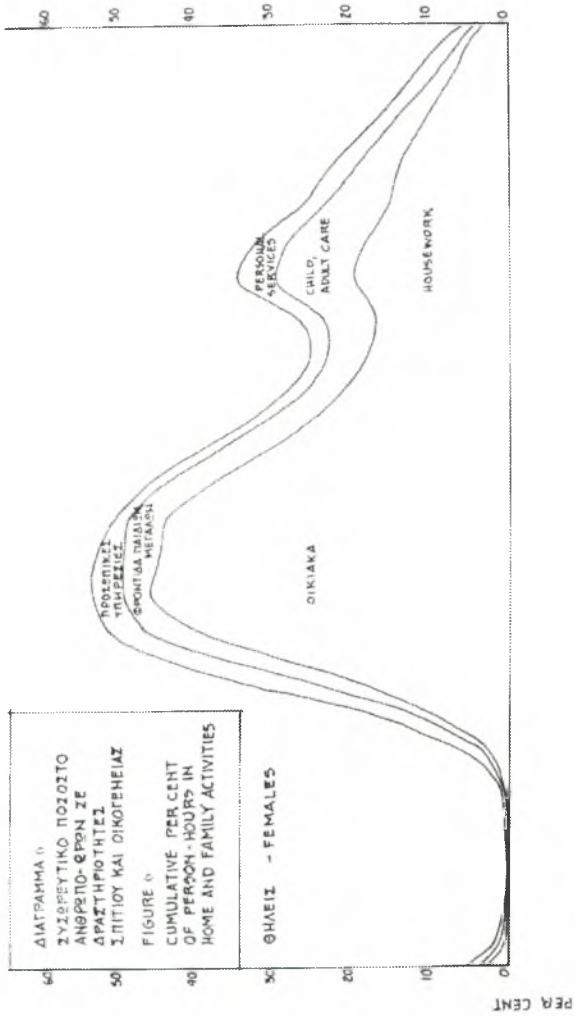 ΔΙΑΓΡΑΜΜΑ
ΣΥΣΩΡΕΥΤΙΚΟ ΠΟΣΟΣΤΟ
ΑΝΘΡΩΠΟ-ΩΡΩΝ ΣΕ
ΔΡΑΣΤΗΡΙΟΤΗΤΕΣ
ΣΠΙΤΙΟΥ ΚΑΙ ΟΙΚΟΓΕΝΕΙΑΣ
FIGURE
CUMULATIVE PER CENT
OF PERSON-HOURS IN
HOME AND FAMILY ACTIVITIES
ΘΗΛΕΙΣ - FEMALES
60
50
40
30
20
10
0
PER CENT
ΠΡΟΣΩΠΙΚΕΣ
ΥΠΗΡΕΣΙΕΣ
ΦΡΟΝΤΙΔΑ ΠΑΙΔΙΩΝ
ΜΕΓΑΛΩΝ
ΟΙΚΙΑΚΑ
PERSONAL
SERVICES
CHILD,
ADULT CARE
HOUSEWORK
60
50
40
30
20
10
0